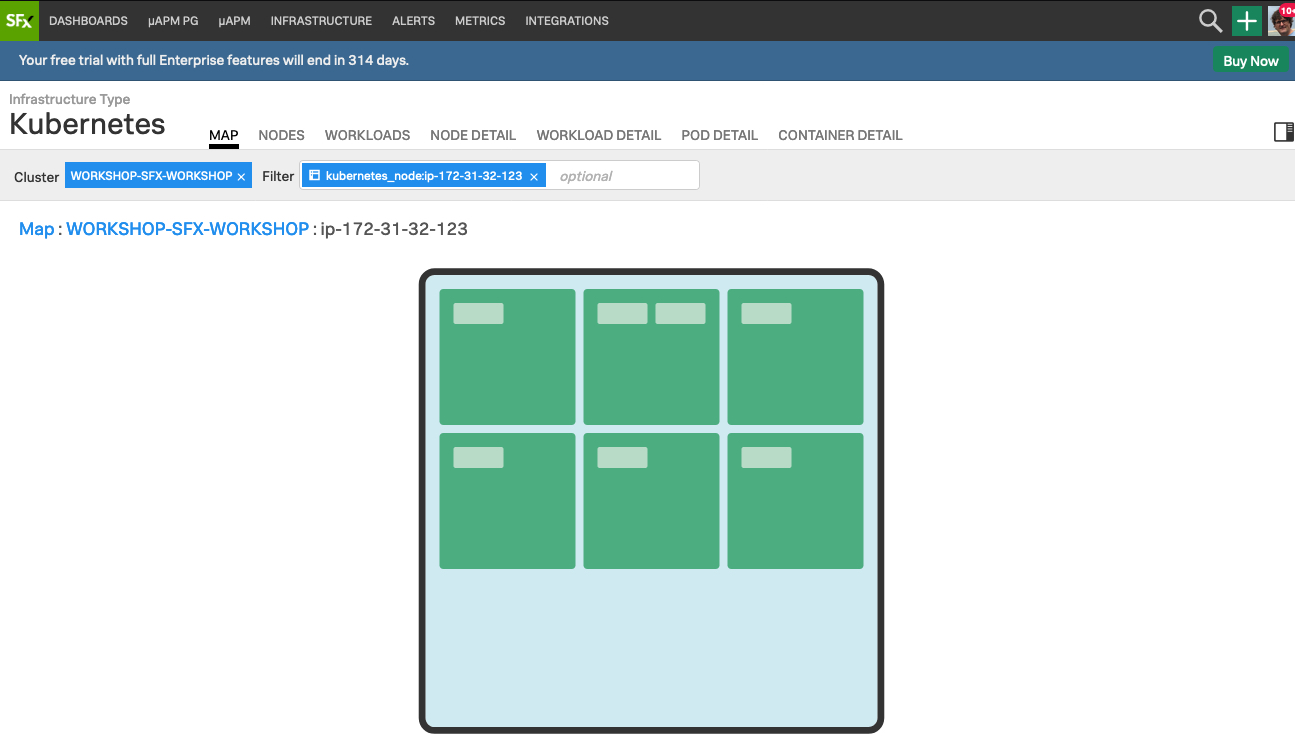 SFx DASHBOARDS µAPM PG µAPM INFRASTRUCTURE ALERTS METRICS INTEGRATIONS 10+
Your free trial with full Enterprise features will end in 314 days. Buy Now
Infrastructure Type
Kubernetes MAP NODES WORKLOADS NODE DETAIL WORKLOAD DETAIL POD DETAIL CONTAINER DETAIL
Cluster WORKSHOP-SFX-WORKSHOP × Filter kubernetes_node:ip-172-31-32-123 × optional
Map : WORKSHOP-SFX-WORKSHOP : ip-172-31-32-123